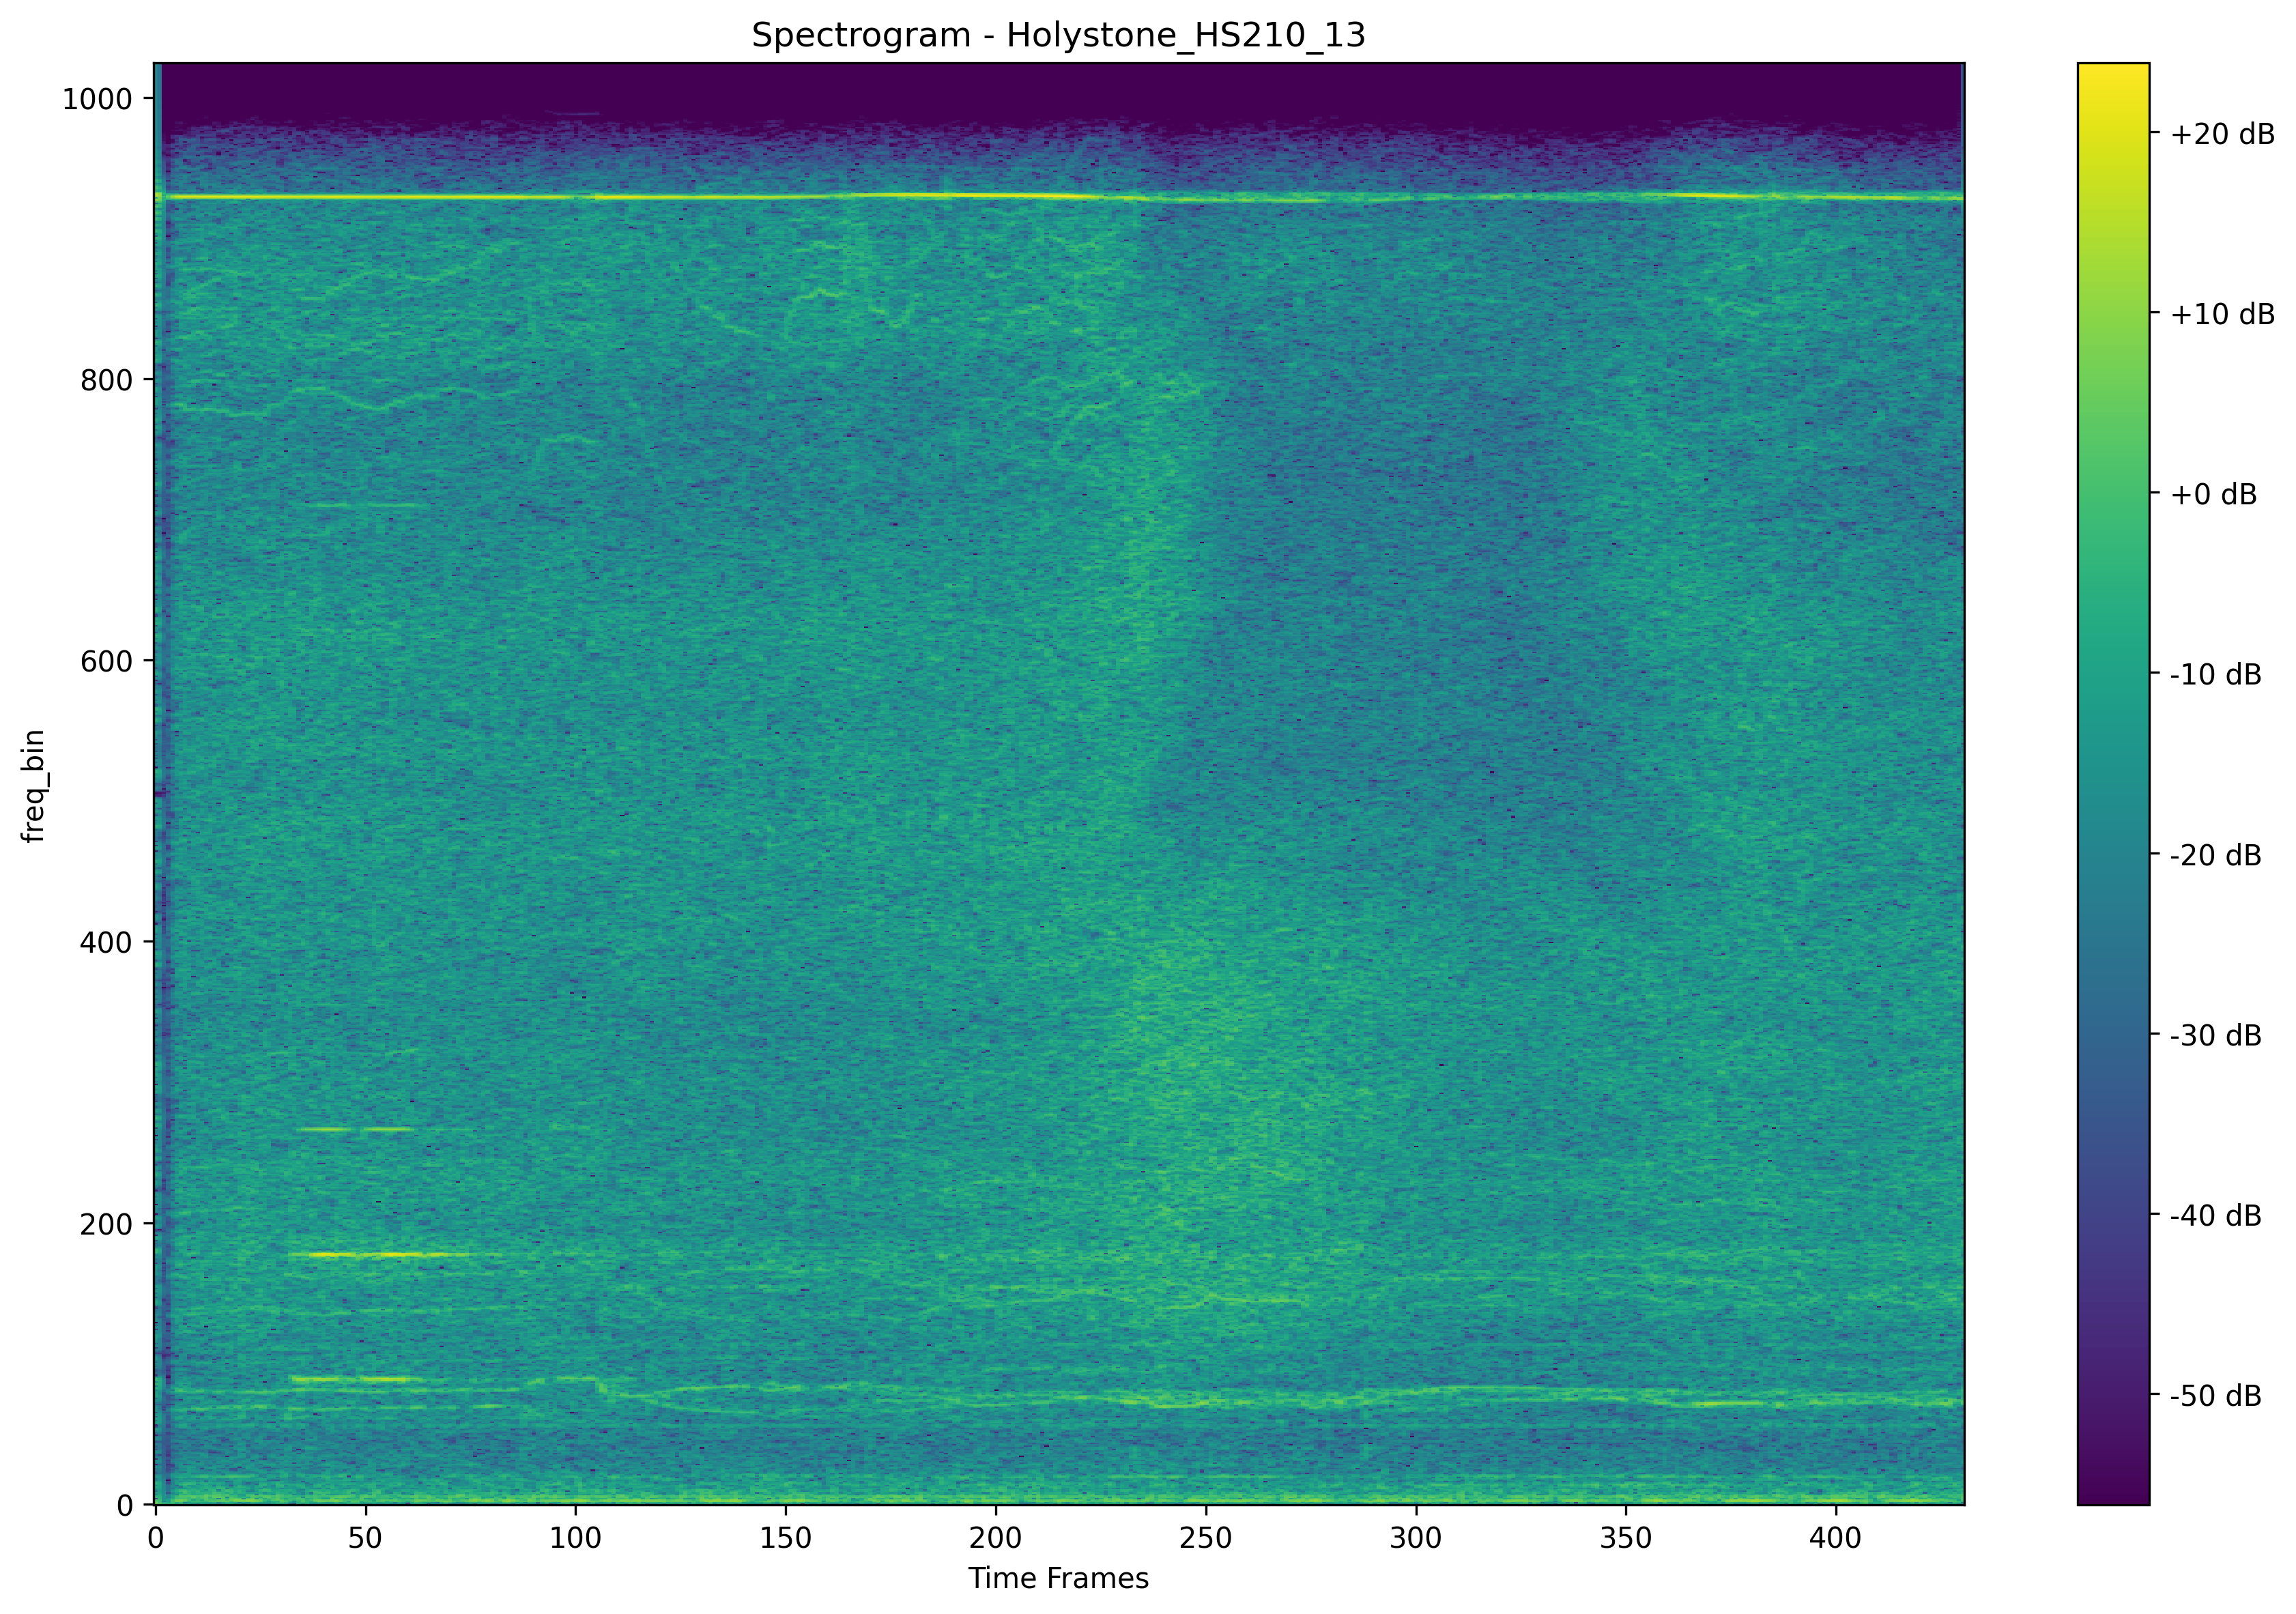 Spectrogram - Holystone_HS210_13
1000
800
600
400
200
0
freq_bin
0 50 100 150 200 250 300 350 400
Time Frames
+20 dB
+10 dB
+0 dB
-10 dB
-20 dB
-30 dB
-40 dB
-50 dB